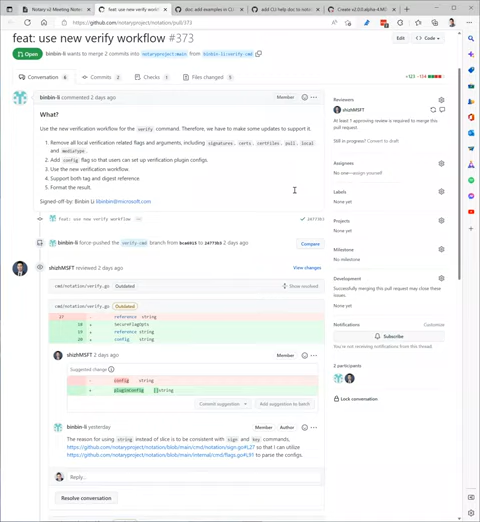 Notary v2 Meeting Notes
feat: use new verify workflow
doc: add examples in CLI
add CLI help doc to notation
Create v2.0.0-alpha.4.MD
https://github.com/notaryproject/notation/pull/373
feat: use new verify workflow #373
Edit
<> Code
Open
binbin-li wants to merge 2 commits into notaryproject:main from binbin-li:verify-cmd
Conversation 6
Commits 2
Checks 1
Files changed 5
+123 −154
binbin-li commented 2 days ago
Member
What?
Use the new verification workflow for the verify command. Therefore, we have to make some updates to support it.
1. Remove all local verification related flags and arguments, including signatures, certs, certfiles, pull, local
and mediaType.
2. Add config flag so that users can set up verification plugin configs.
3. Use the new verification workflow.
4. Support both tag and digest reference
5. Format the result.
Signed-off-by: Binbin Li libinbin@microsoft.com
feat: use new verify workflow
2477353
binbin-li force-pushed the verify-cmd branch from to 2477353 2 days ago
Compare
shizhMSFT reviewed 2 days ago
View changes
cmd/notation/verify.go
Outdated
Show resolved
cmd/notation/verify.go
Outdated
17 - reference string
18 + SecureFlagOpts
19 + reference string
20 + config string
shizhMSFT 2 days ago
Member
Suggested change
- config string
+ pluginConfig []string
Commit suggestion
Add suggestion to batch
binbin-li yesterday
Member
Author
The reason for using string instead of slice is to be consistent with sign and key commands,
https://github.com/notaryproject/notation/blob/main/cmd/notation/sign.go#L27 so that I can utilize
https://github.com/notaryproject/notation/blob/main/internal/cmd/flags.go#L91 to parse the configs.
Reply...
Resolve conversation
Reviewers
shizhMSFT
At least 1 approving review is required to merge this
pull request.
Still in progress? Convert to draft
Assignees
No one—assign yourself
Labels
None yet
Projects
None yet
Milestone
No milestone
Development
Successfully merging this pull request may close these
issues.
None yet
Notifications
Customize
Subscribe
You're not receiving notifications from this thread.
2 participants
Lock conversation